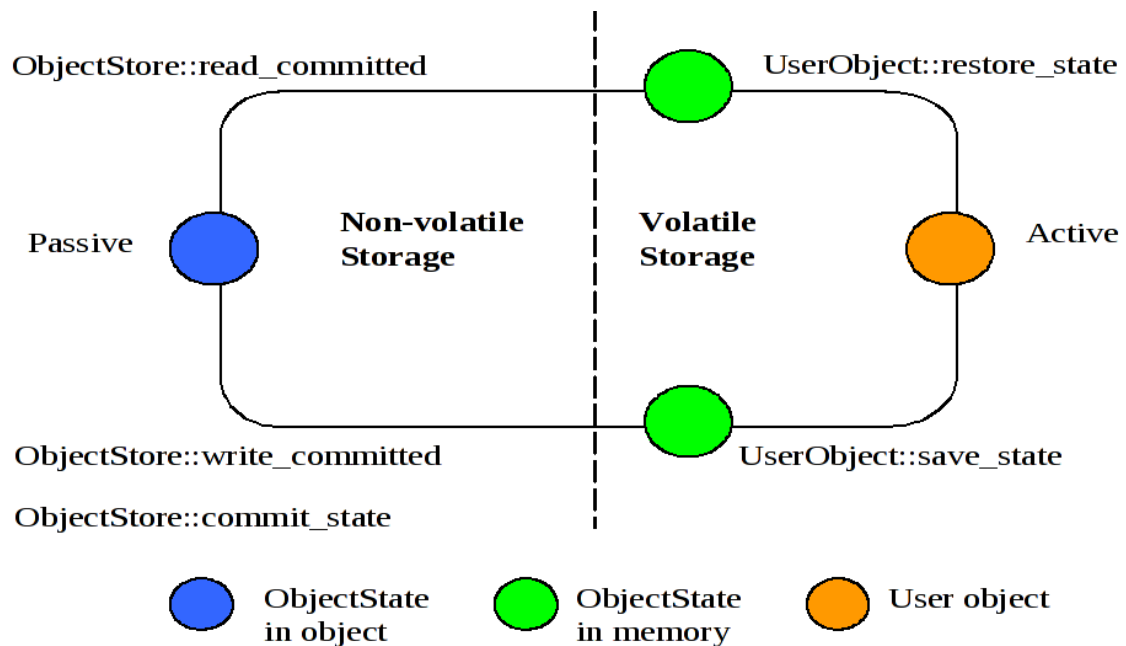 ObjectStore::read_committed
UserObject::restore_state
Non-volatile
Storage
Volatile
Storage
Passive
Active
ObjectStore::write_committed
UserObject::save_state
ObjectStore::commit_state
ObjectState
in object
ObjectState
in memory
User object